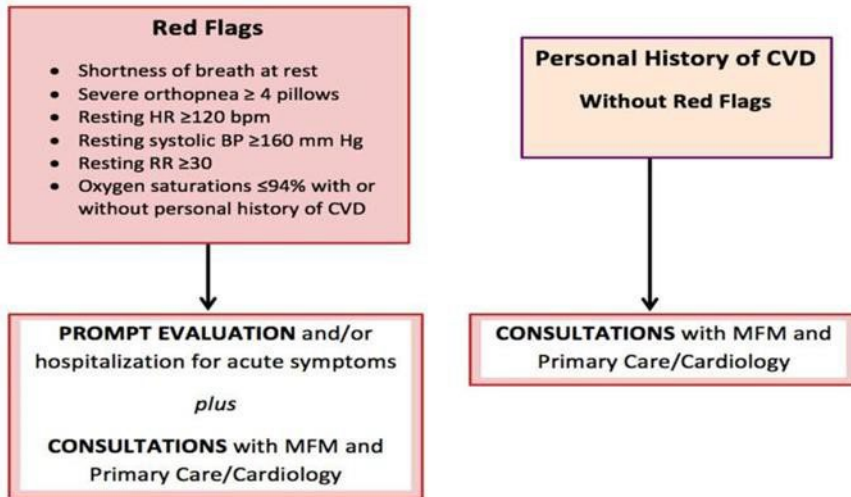 Red Flags
• Shortness of breath at rest
• Severe orthopnea ≥ 4 pillows
• Resting HR ≥120 bpm
• Resting systolic BP ≥160 mm Hg
• Resting RR ≥30
• Oxygen saturations ≤94% with or
without personal history of CVD
PROMPT EVALUATION and/or
hospitalization for acute symptoms
plus
CONSULTATIONS with MFM and
Primary Care/Cardiology
Personal History of CVD
Without Red Flags
CONSULTATIONS with MFM and
Primary Care/Cardiology